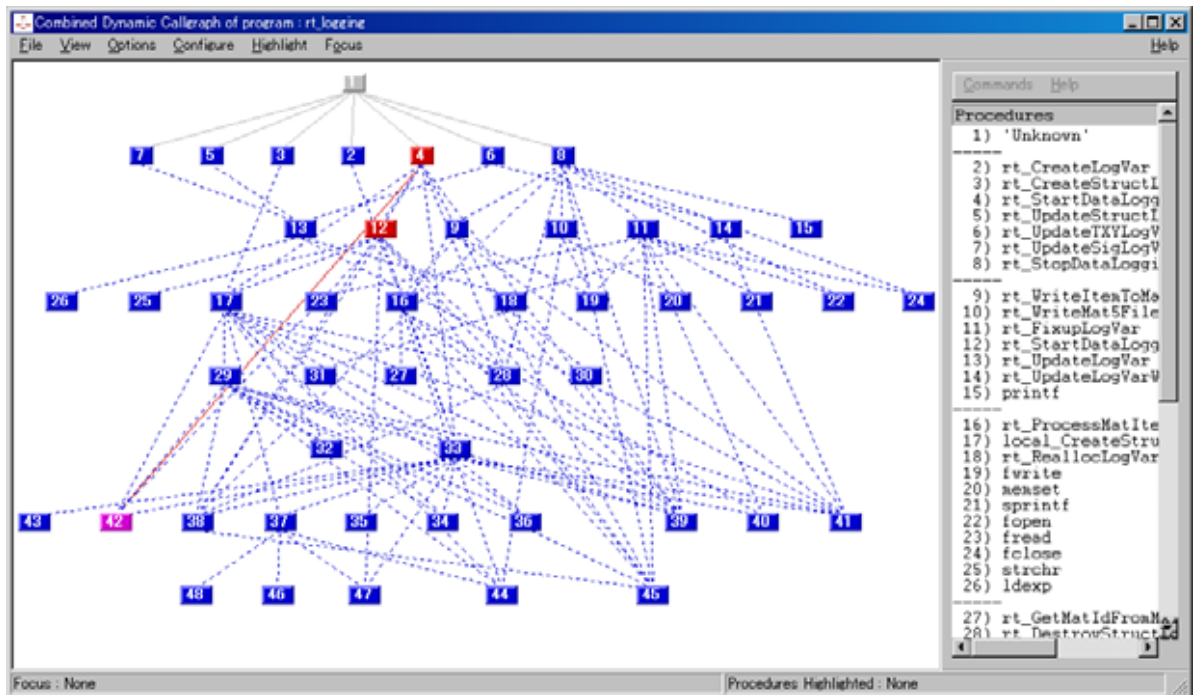 Combined Dynamic Callgraph of program : rt_logging
File View Options Configure Highlight Focus Help
1
7 5 3 2 4 6 8
13 12 9 10 11 14 15
26 25 17 23 16 18 19 20 21 22 24
29 31 27 28 30
32 33
43 42 38 37 35 34 36 39 40 41
48 46 47 44 45
Commands Help
Procedures
1) 'Unknown'
-----
2) rt_CreateLogVar
3) rt_CreateStructL
4) rt_StartDataLogg
5) rt_UpdateStructL
6) rt_UpdateTXYLogV
7) rt_UpdateSigLogV
8) rt_StopDataLoggi
-----
9) rt_WriteItemToMa
10) rt_WriteMat5File
11) rt_FixupLogVar
12) rt_StartDataLogg
13) rt_UpdateLogVar
14) rt_UpdateLogVarW
15) printf
-----
16) rt_ProcessMatIte
17) local_CreateStru
18) rt_ReallocLogVar
19) fwrite
20) memset
21) sprintf
22) fopen
23) fread
24) fclose
25) strchr
26) ldexp
-----
27) rt_GetMatIdFromMa
28) rt_DestroyStructLd
Focus : None
Procedures Highlighted : None